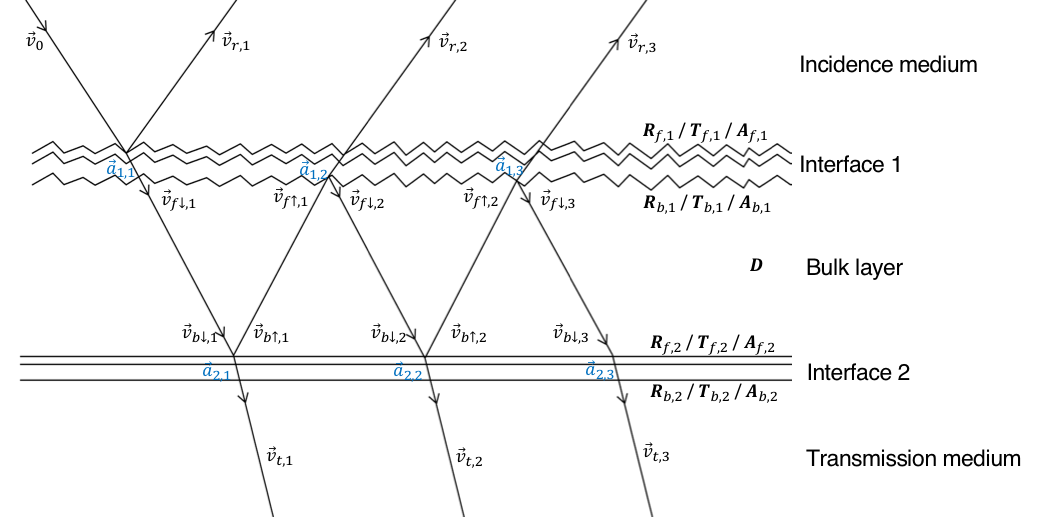 v⃗₀
v⃗r,1
v⃗r,2
v⃗r,3
Incidence medium
Rf,1 / Tf,1 / Af,1
a⃗1,1
a⃗1,2
a⃗1,3
Interface 1
v⃗f↓,1
v⃗f↑,1
v⃗f↓,2
v⃗f↑,2
v⃗f↓,3
Rb,1 / Tb,1 / Ab,1
D
Bulk layer
v⃗b↓,1
v⃗b↑,1
v⃗b↓,2
v⃗b↑,2
v⃗b↓,3
Rf,2 / Tf,2 / Af,2
a⃗2,1
a⃗2,2
a⃗2,3
Interface 2
Rb,2 / Tb,2 / Ab,2
v⃗t,1
v⃗t,2
v⃗t,3
Transmission medium